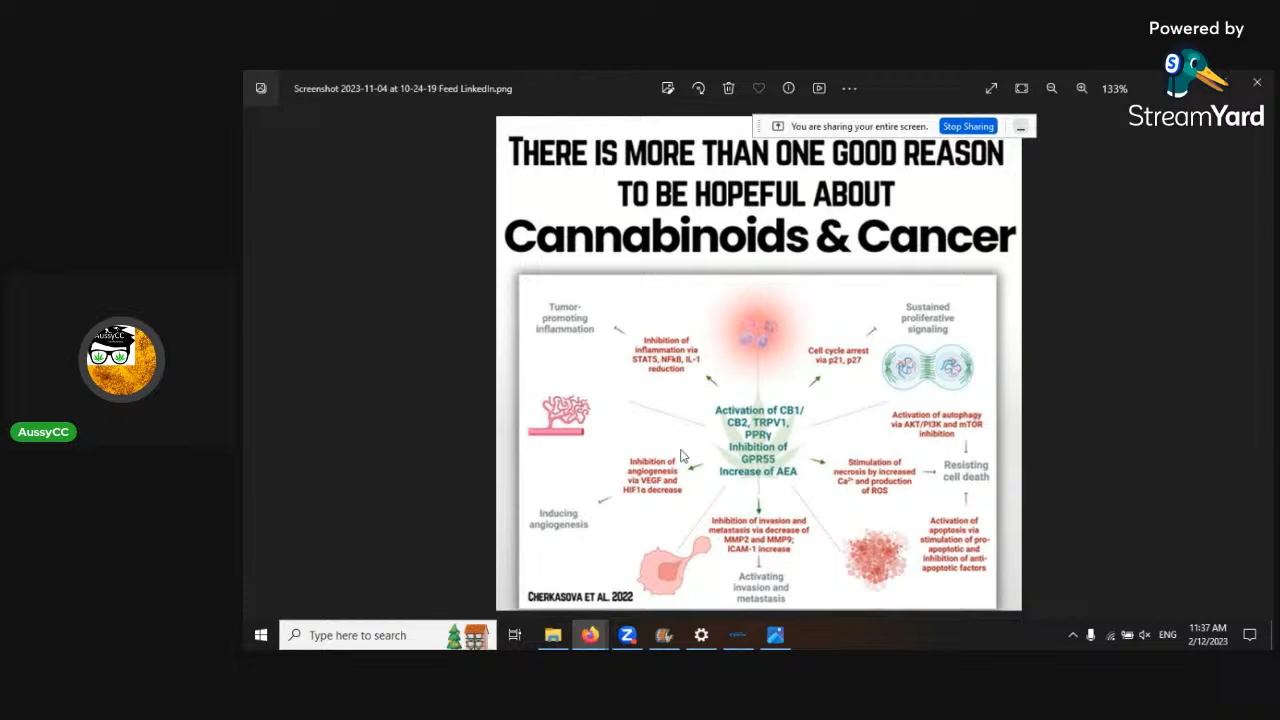 Powered by
StreamYard
Screenshot 2023-11-04 at 10-24-19 Feed LinkedIn.png
133%
You are sharing your entire screen.
Stop Sharing
THERE IS MORE THAN ONE GOOD REASON
TO BE HOPEFUL ABOUT
Cannabinoids & Cancer
Tumor-
promoting
inflammation
Inhibition of
inflammation via
STAT5, NFkB, IL-1
reduction
Cell cycle arrest
via p21, p27
Sustained
proliferative
signaling
Activation of CB1/
CB2, TRPV1,
PPRγ
Inhibition of
GPR55
Increase of AEA
Activation of autophagy
via AKT/PI3K and mTOR
inhibition
Inhibition of
angiogenesis
via VEGF and
HIF1α decrease
Stimulation of
necrosis by increased
Ca²⁺ and production
of ROS
Resisting
cell death
Inducing
angiogenesis
Inhibition of invasion and
metastasis via decrease of
MMP2 and MMP9;
ICAM-1 increase
Activation of
apoptosis via
stimulation of pro-
apoptotic and
inhibition of anti-
apoptotic factors
Activating
invasion and
metastasis
CHERKASOVA ET AL. 2022
AussyCC
AussyCC
Type here to search
ENG
11:37 AM
2/12/2023